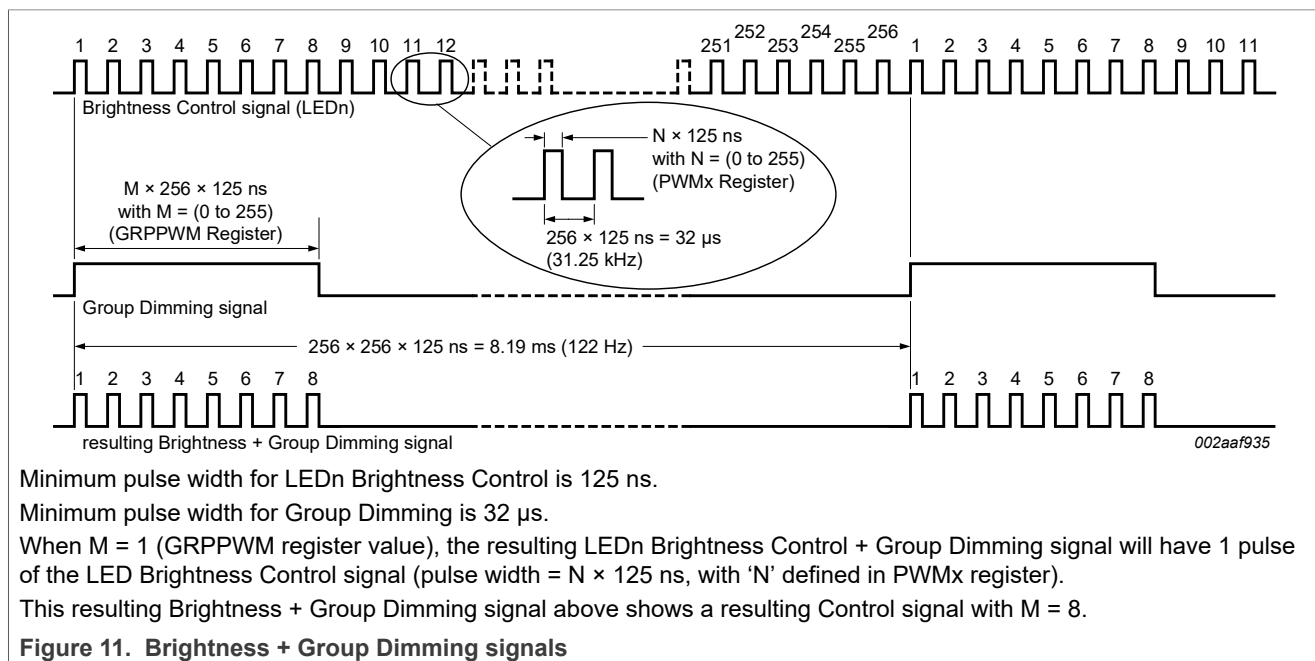 1 2 3 4 5 6 7 8 9 10 11 12 251 252 253 254 255 256 1 2 3 4 5 6 7 8 9 10 11
Brightness Control signal (LEDn)
N × 125 ns
with N = (0 to 255)
(PWMx Register)
M × 256 × 125 ns
with M = (0 to 255)
(GRPPWM Register)
256 × 125 ns = 32 µs
(31.25 kHz)
Group Dimming signal
256 × 256 × 125 ns = 8.19 ms (122 Hz)
1 2 3 4 5 6 7 8 1 2 3 4 5 6 7 8
resulting Brightness + Group Dimming signal
002aaf935
Minimum pulse width for LEDn Brightness Control is 125 ns.
Minimum pulse width for Group Dimming is 32 µs.
When M = 1 (GRPPWM register value), the resulting LEDn Brightness Control + Group Dimming signal will have 1 pulse
of the LED Brightness Control signal (pulse width = N × 125 ns, with ‘N’ defined in PWMx register).
This resulting Brightness + Group Dimming signal above shows a resulting Control signal with M = 8.
Figure 11. Brightness + Group Dimming signals